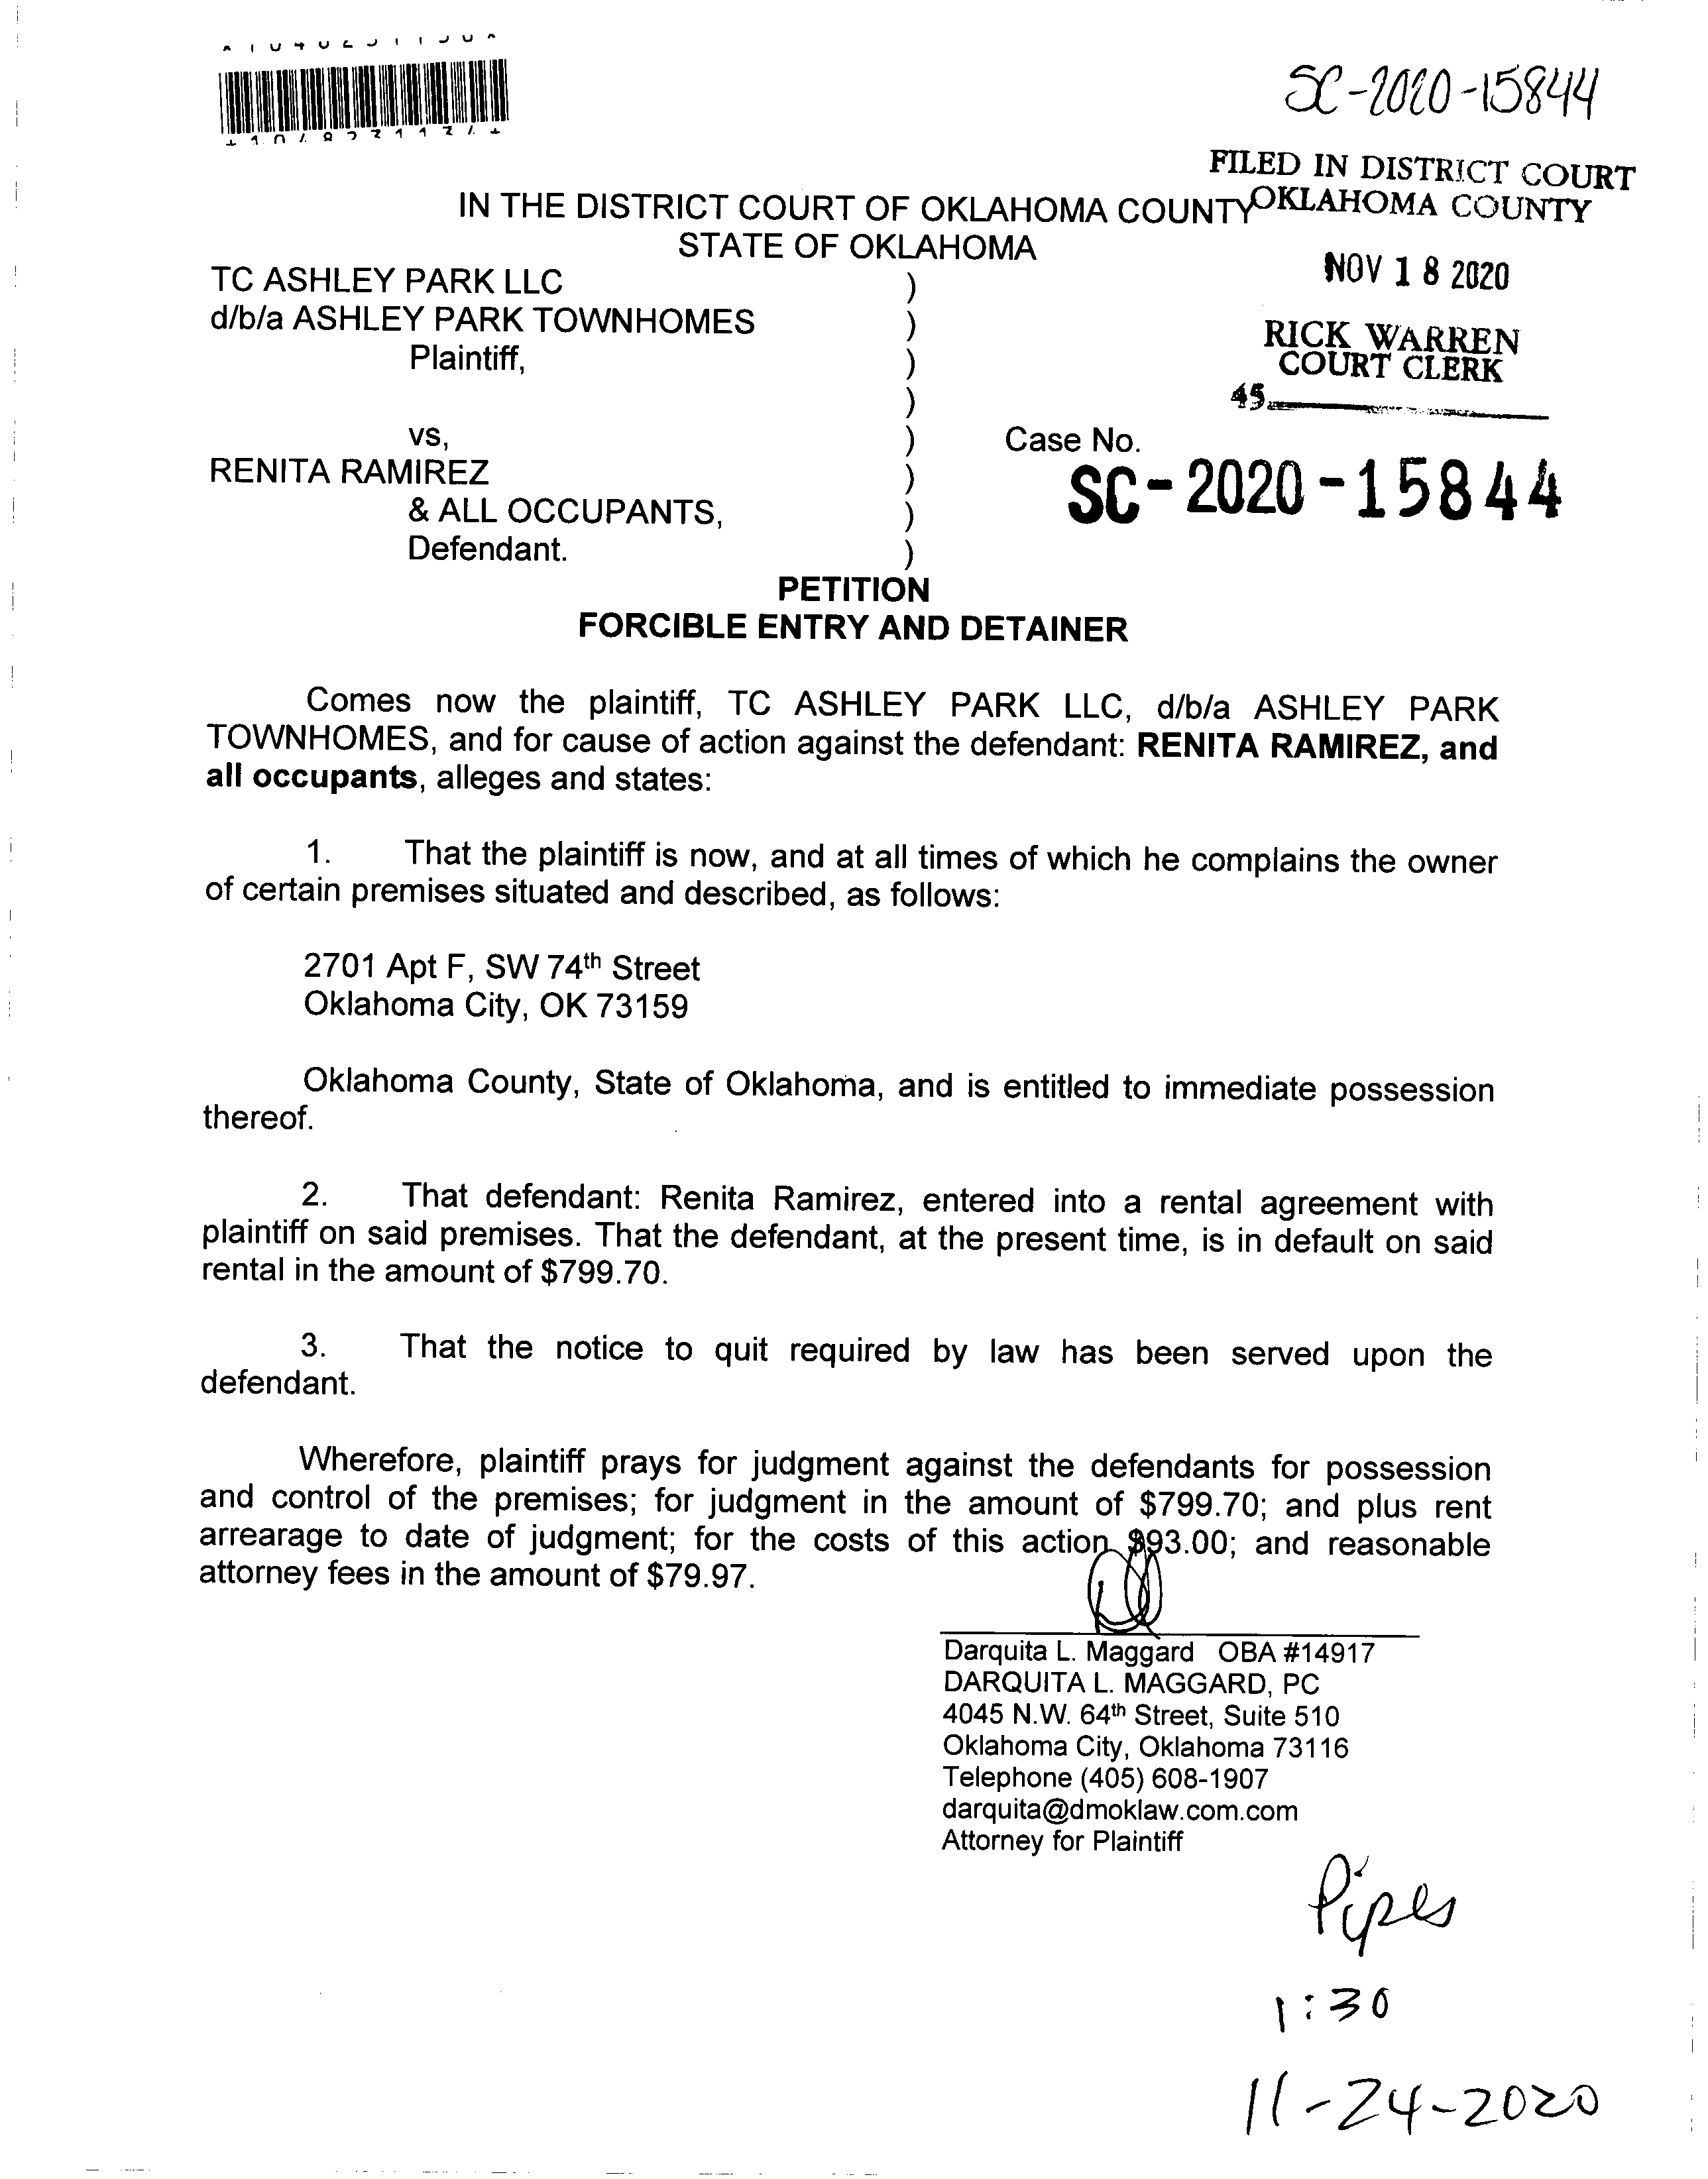 SC-2020-15844
FILED IN DISTRICT COURT
OKLAHOMA COUNTY
IN THE DISTRICT COURT OF OKLAHOMA COUNTY
STATE OF OKLAHOMA
NOV 18 2020
TC ASHLEY PARK LLC )
d/b/a ASHLEY PARK TOWNHOMES )
Plaintiff, )
RICK WARREN
COURT CLERK
45
)
vs, ) Case No.
RENITA RAMIREZ ) SC-2020-15844
& ALL OCCUPANTS, )
Defendant. )
PETITION
FORCIBLE ENTRY AND DETAINER
Comes now the plaintiff, TC ASHLEY PARK LLC, d/b/a ASHLEY PARK
TOWNHOMES, and for cause of action against the defendant: RENITA RAMIREZ, and
all occupants, alleges and states:
1. That the plaintiff is now, and at all times of which he complains the owner
of certain premises situated and described, as follows:
2701 Apt F, SW 74th Street
Oklahoma City, OK 73159
Oklahoma County, State of Oklahoma, and is entitled to immediate possession
thereof.
2. That defendant: Renita Ramirez, entered into a rental agreement with
plaintiff on said premises. That the defendant, at the present time, is in default on said
rental in the amount of $799.70.
3. That the notice to quit required by law has been served upon the
defendant.
Wherefore, plaintiff prays for judgment against the defendants for possession
and control of the premises; for judgment in the amount of $799.70; and plus rent
arrearage to date of judgment; for the costs of this action $93.00; and reasonable
attorney fees in the amount of $79.97.
Darquita L. Maggard OBA #14917
DARQUITA L. MAGGARD, PC
4045 N.W. 64th Street, Suite 510
Oklahoma City, Oklahoma 73116
Telephone (405) 608-1907
darquita@dmoklaw.com.com
Attorney for Plaintiff
Pipes
1:30
11-24-2020